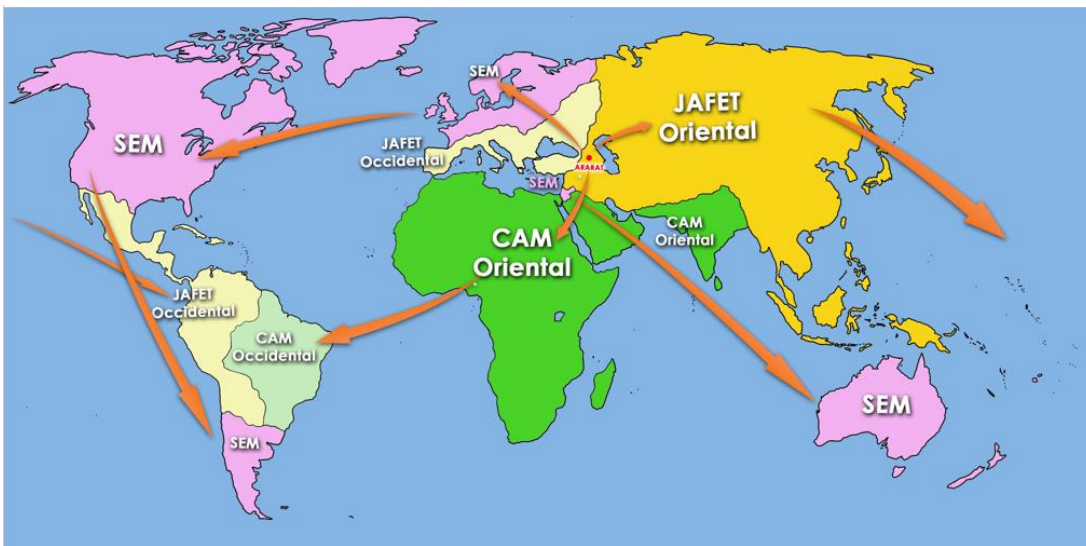 SEM
JAFET
Oriental
SEM
JAFET
Occidental
ARARAT
SEM
CAM
Oriental
CAM
Oriental
JAFET
Occidental
CAM
Occidental
SEM
SEM